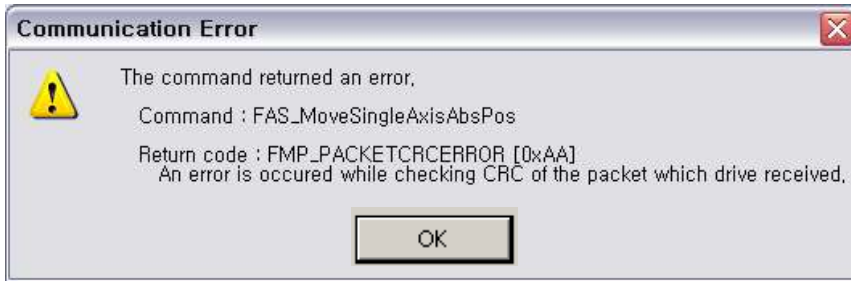 Communication Error
The command returned an error,
Command : FAS_MoveSingleAxisAbsPos
Return code : FMP_PACKETCRCERROR [0xAA]
An error is occured while checking CRC of the packet which drive received,
OK